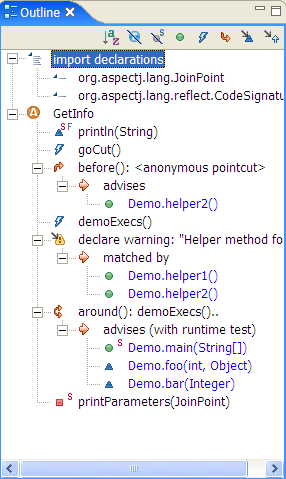 Outline
import declarations
org.aspectj.lang.JoinPoint
org.aspectj.lang.reflect.CodeSignatur
GetInfo
println(String)
goCut()
before(): <anonymous pointcut>
advises
Demo.helper2()
demoExecs()
declare warning: "Helper method fo
matched by
Demo.helper1()
Demo.helper2()
around(): demoExecs()..
advises (with runtime test)
Demo.main(String[])
Demo.foo(int, Object)
Demo.bar(Integer)
printParameters(JoinPoint)